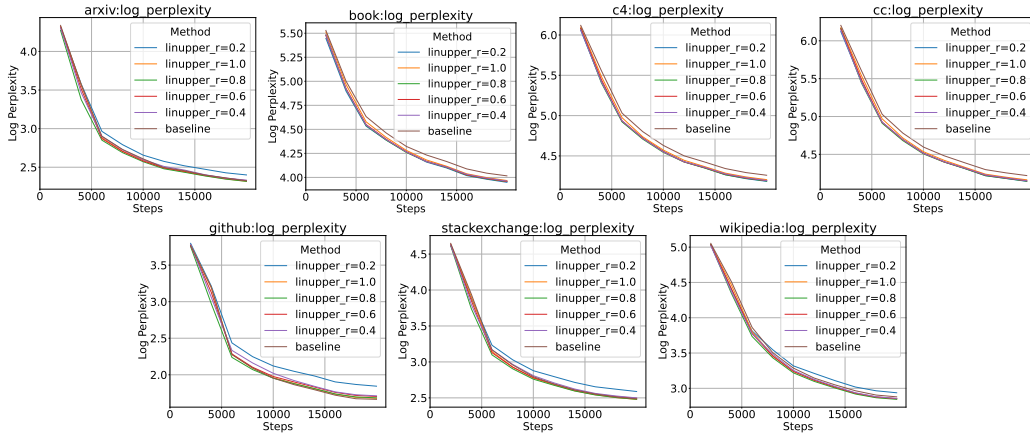 arxiv:log_perplexity
Log Perplexity
4.0
3.5
3.0
2.5
0
5000
10000
15000
Steps
Method
linupper_r=0.2
linupper_r=1.0
linupper_r=0.8
linupper_r=0.6
linupper_r=0.4
baseline
book:log_perplexity
Log Perplexity
5.50
5.25
5.00
4.75
4.50
4.25
4.00
0
5000
10000
15000
Steps
Method
linupper_r=0.2
linupper_r=1.0
linupper_r=0.8
linupper_r=0.6
linupper_r=0.4
baseline
c4:log_perplexity
Log Perplexity
6.0
5.5
5.0
4.5
0
5000
10000
15000
Steps
Method
linupper_r=0.2
linupper_r=1.0
linupper_r=0.8
linupper_r=0.6
linupper_r=0.4
baseline
cc:log_perplexity
Log Perplexity
6.0
5.5
5.0
4.5
0
5000
10000
15000
Steps
Method
linupper_r=0.2
linupper_r=1.0
linupper_r=0.8
linupper_r=0.6
linupper_r=0.4
baseline
github:log_perplexity
Log Perplexity
3.5
3.0
2.5
2.0
0
5000
10000
15000
Steps
Method
linupper_r=0.2
linupper_r=1.0
linupper_r=0.8
linupper_r=0.6
linupper_r=0.4
baseline
stackexchange:log_perplexity
Log Perplexity
4.5
4.0
3.5
3.0
2.5
0
5000
10000
15000
Steps
Method
linupper_r=0.2
linupper_r=1.0
linupper_r=0.8
linupper_r=0.6
linupper_r=0.4
baseline
wikipedia:log_perplexity
Log Perplexity
5.0
4.5
4.0
3.5
3.0
0
5000
10000
15000
Steps
Method
linupper_r=0.2
linupper_r=1.0
linupper_r=0.8
linupper_r=0.6
linupper_r=0.4
baseline